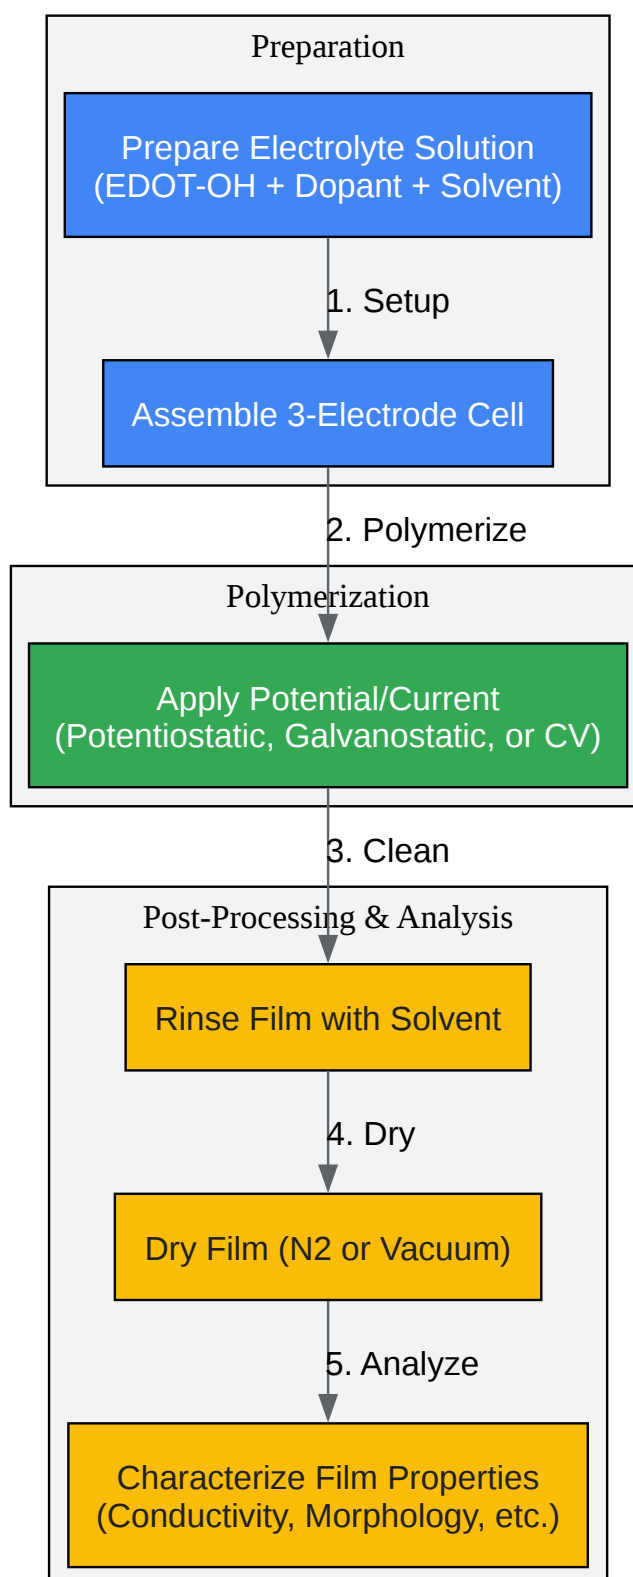 Preparation
Prepare Electrolyte Solution
(EDOT-OH + Dopant + Solvent)
1. Setup
Assemble 3-Electrode Cell
2. Polymerize
Polymerization
Apply Potential/Current
(Potentiostatic, Galvanostatic, or CV)
3. Clean
Post-Processing & Analysis
Rinse Film with Solvent
4. Dry
Dry Film (N2 or Vacuum)
5. Analyze
Characterize Film Properties
(Conductivity, Morphology, etc.)